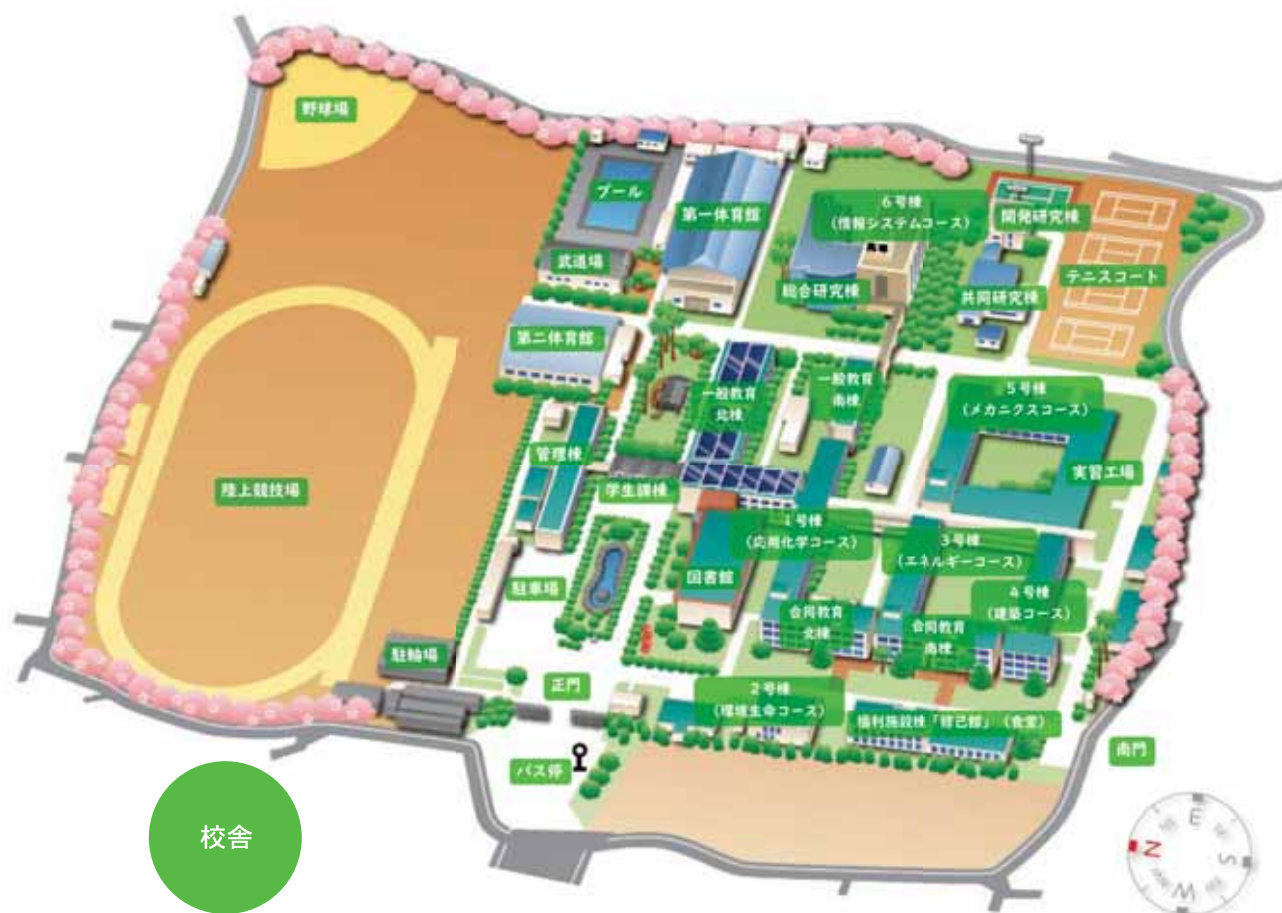 野球場
プール
第一体育館
6号棟
(情報システムコース)
開発研究棟
武道場
総合研究棟
共同研究棟
テニスコート
第二体育館
一般教育
北棟
一般教育
南棟
5号棟
(メカニクスコース)
管理棟
学生課棟
実習工場
陸上競技場
1号棟
(応用化学コース)
3号棟
(エネルギーコース)
図書館
駐車場
4号棟
(建築コース)
合同教育
北棟
合同教育
南棟
駐輪場
正門
2号棟
(環境生命コース)
福利施設棟「修己館」(食堂)
南門
バス停
校舎
E
N
S
W